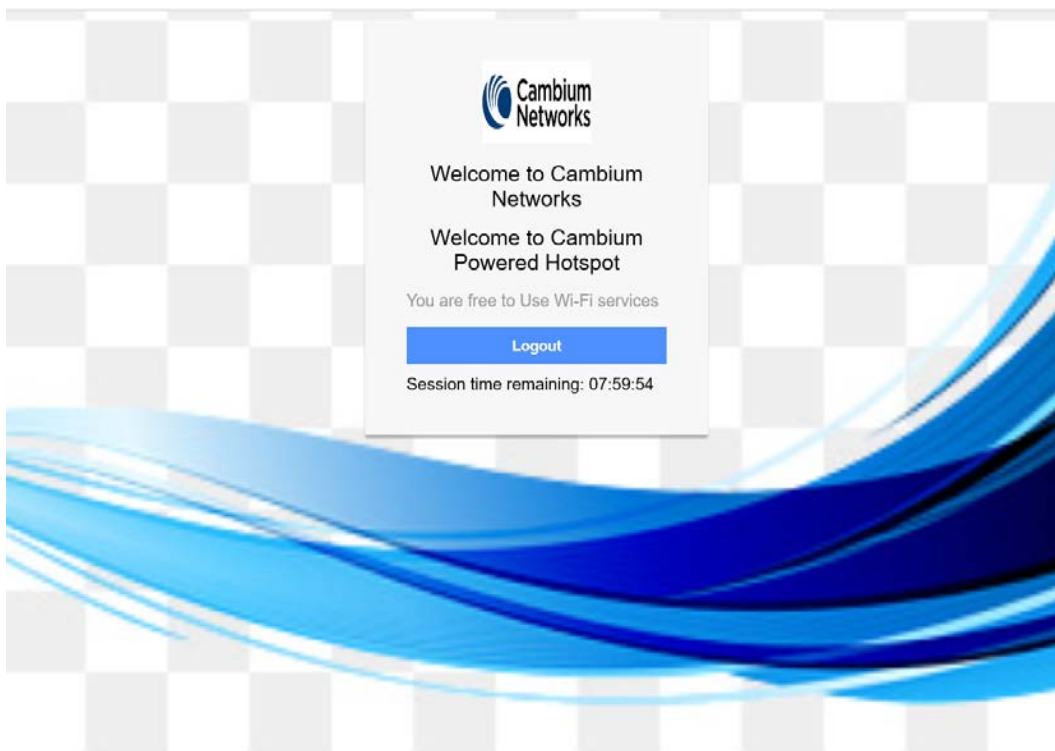 Cambium
Networks
Welcome to Cambium
Networks
Welcome to Cambium
Powered Hotspot
You are free to Use Wi-Fi services
Logout
Session time remaining: 07:59:54